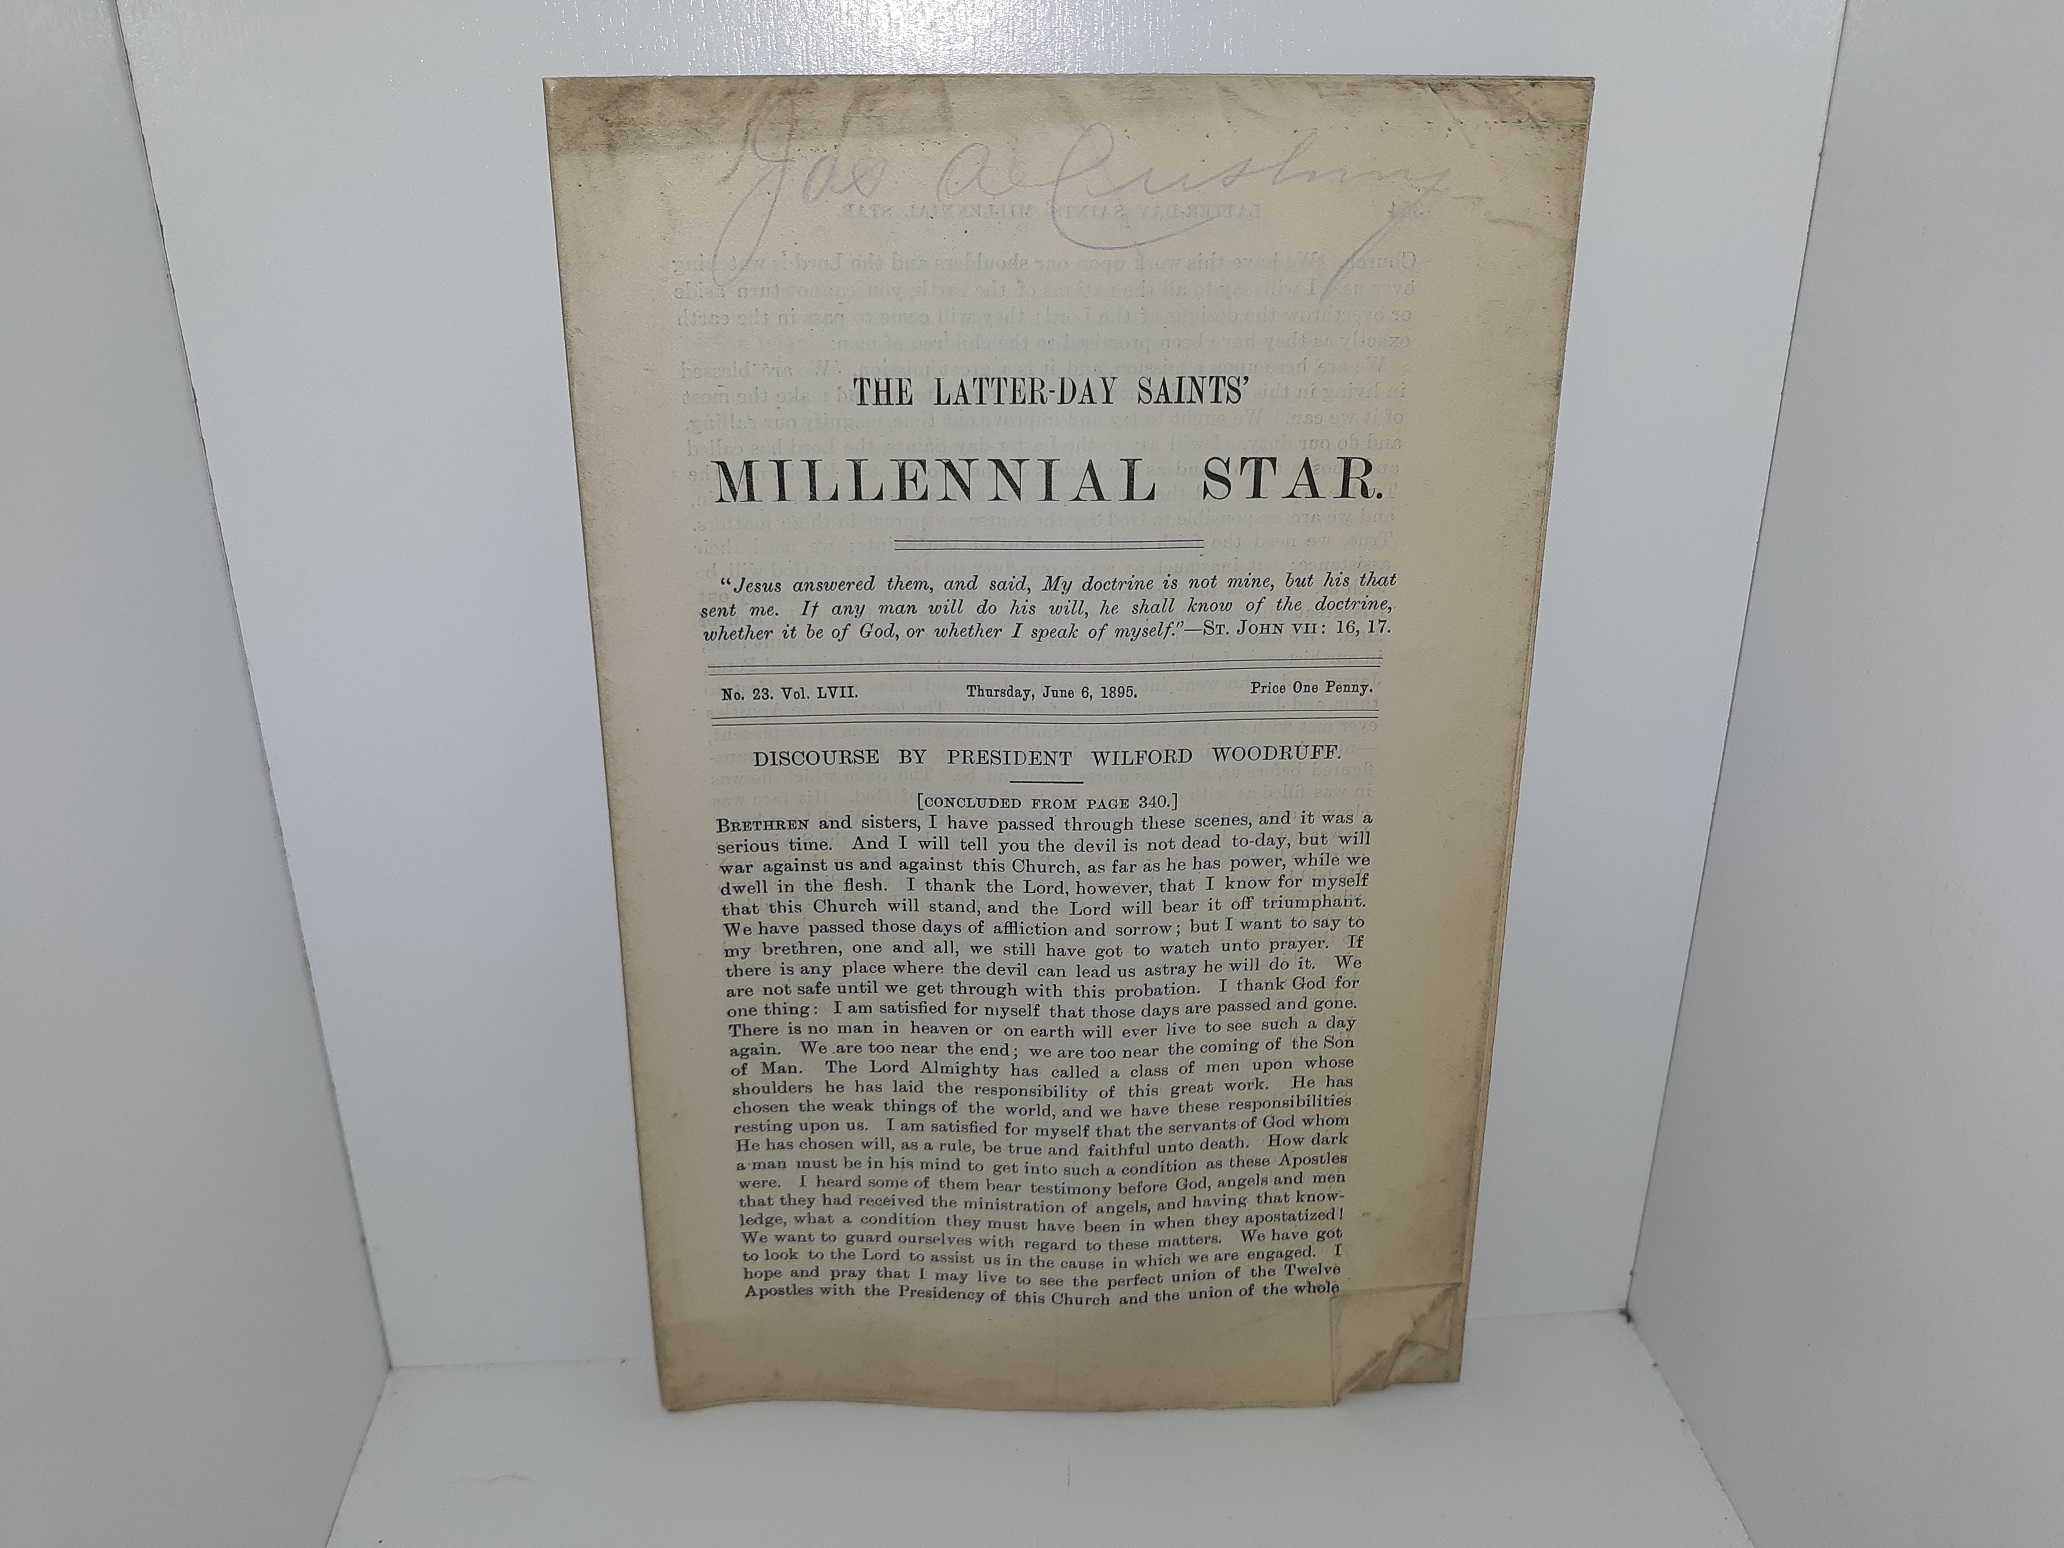 Jas A Cushing
THE LATTER-DAY SAINTS'
MILLENNIAL STAR.
"Jesus answered them, and said, My doctrine is not mine, but his that
sent me. If any man will do his will, he shall know of the doctrine,
whether it be of God, or whether I speak of myself."—ST. JOHN VII: 16, 17.
No. 23. Vol. LVII. Thursday, June 6, 1895. Price One Penny.
DISCOURSE BY PRESIDENT WILFORD WOODRUFF.
[CONCLUDED FROM PAGE 340.]
BRETHREN and sisters, I have passed through these scenes, and it was a
serious time. And I will tell you the devil is not dead to-day, but will
war against us and against this Church, as far as he has power, while we
dwell in the flesh. I thank the Lord, however, that I know for myself
that this Church will stand, and the Lord will bear it off triumphant.
We have passed those days of affliction and sorrow; but I want to say to
my brethren, one and all, we still have got to watch unto prayer. If
there is any place where the devil can lead us astray he will do it. We
are not safe until we get through with this probation. I thank God for
one thing: I am satisfied for myself that those days are passed and gone.
There is no man in heaven or on earth will ever live to see such a day
again. We are too near the end; we are too near the coming of the Son
of Man. The Lord Almighty has called a class of men upon whose
shoulders he has laid the responsibility of this great work. He has
chosen the weak things of the world, and we have these responsibilities
resting upon us. I am satisfied for myself that the servants of God whom
He has chosen will, as a rule, be true and faithful unto death. How dark
a man must be in his mind to get into such a condition as these Apostles
were. I heard some of them bear testimony before God, angels and men
that they had received the ministration of angels, and having that know-
ledge, what a condition they must have been in when they apostatized!
We want to guard ourselves with regard to these matters. We have got
to look to the Lord to assist us in the cause in which we are engaged. I
hope and pray that I may live to see the perfect union of the Twelve
Apostles with the Presidency of this Church and the union of the whole